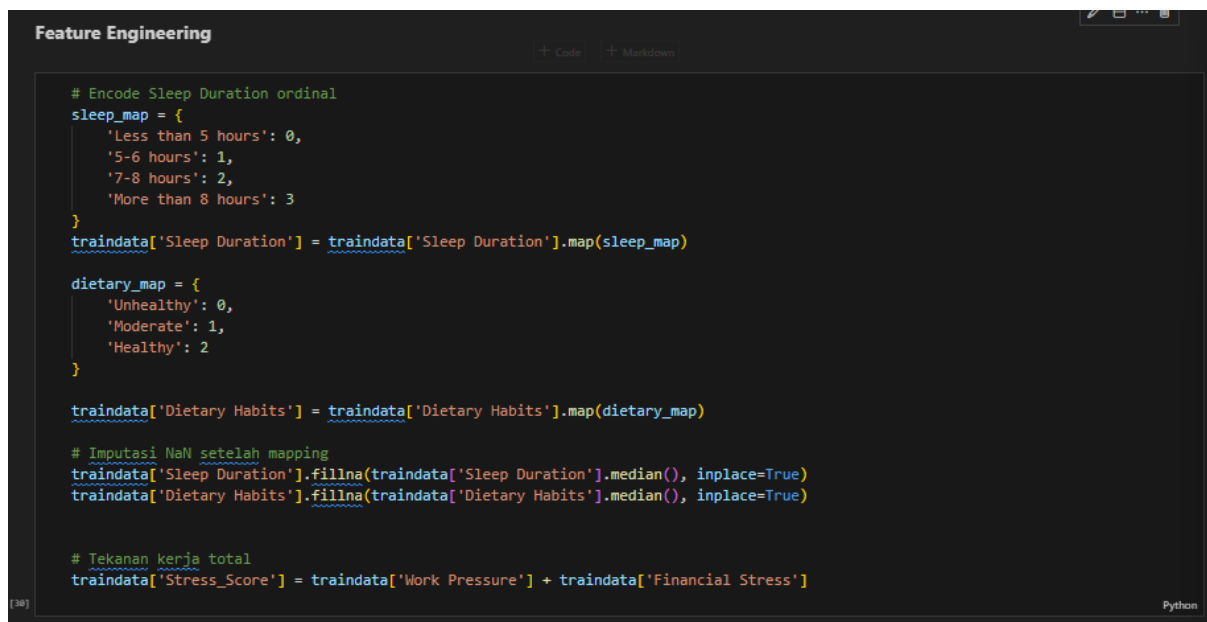 Feature Engineering
+ Code + Markdown
# Encode Sleep Duration ordinal
sleep_map = {
    'Less than 5 hours': 0,
    '5-6 hours': 1,
    '7-8 hours': 2,
    'More than 8 hours': 3
}
traindata['Sleep Duration'] = traindata['Sleep Duration'].map(sleep_map)
dietary_map = {
    'Unhealthy': 0,
    'Moderate': 1,
    'Healthy': 2
}
traindata['Dietary Habits'] = traindata['Dietary Habits'].map(dietary_map)
# Imputasi NaN setelah mapping
traindata['Sleep Duration'].fillna(traindata['Sleep Duration'].median(), inplace=True)
traindata['Dietary Habits'].fillna(traindata['Dietary Habits'].median(), inplace=True)
# Tekanan kerja total
traindata['Stress_Score'] = traindata['Work Pressure'] + traindata['Financial Stress']
[30]
Python